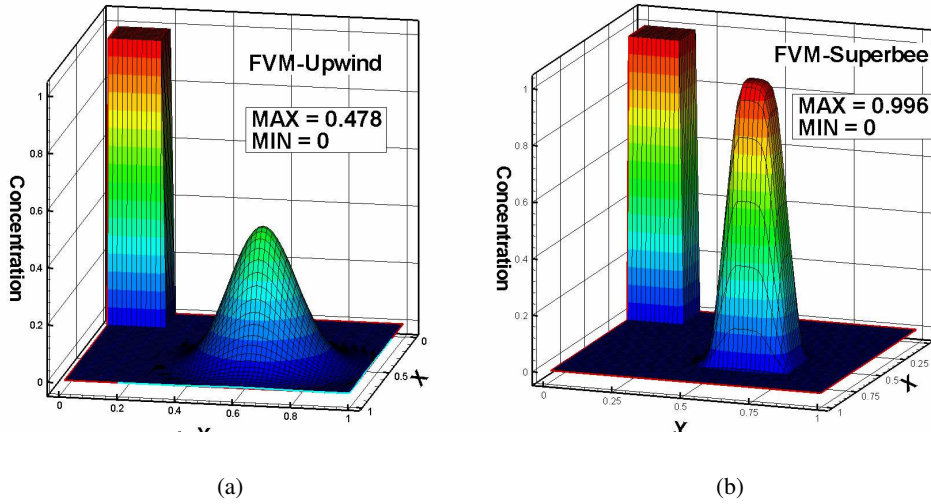 (a)
FVM-Upwind
MAX = 0.478
MIN = 0
Concentration
1
0.8
0.6
0.4
0.2
0
0
0.2
0.4
0.6
0.8
1
0
0.5
1
X
(b)
FVM-Superbee
MAX = 0.996
MIN = 0
Concentration
1
0.8
0.6
0.4
0.2
0
0
0.25
0.5
0.75
1
0.25
0.5
0.75
1
X
Y
(a)
(b)